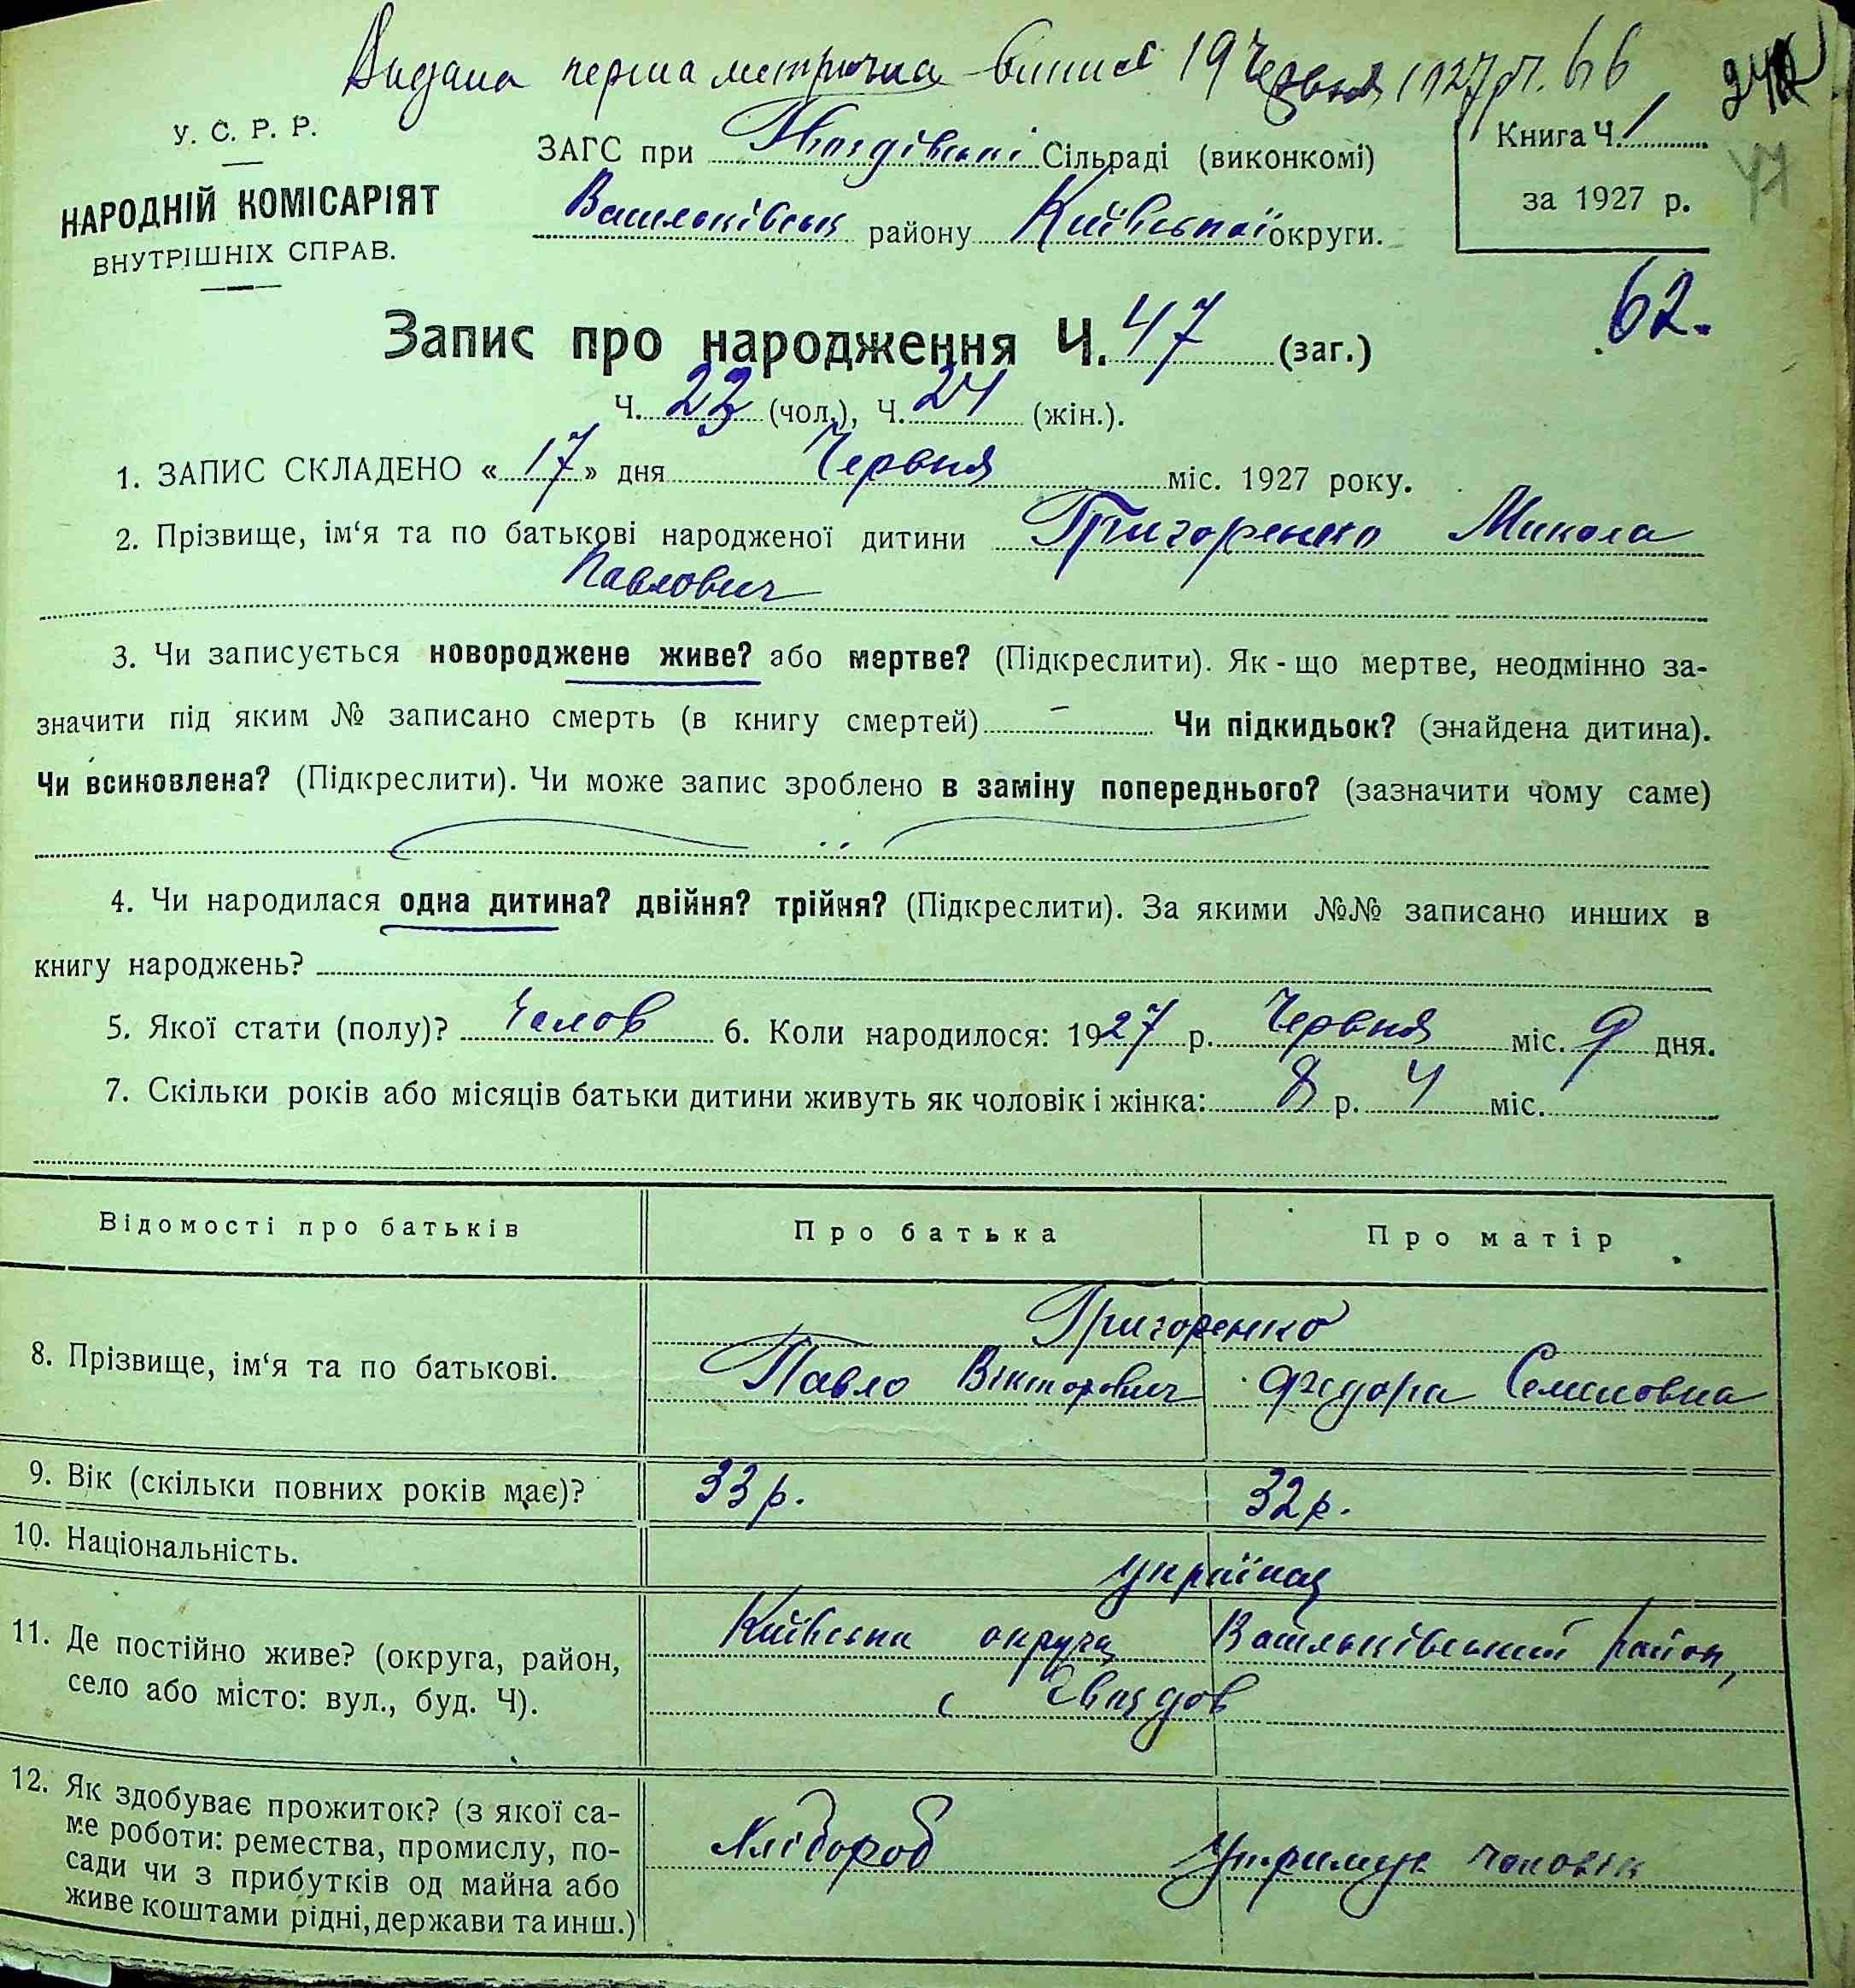 Видана перша метрична випис 19 Червня 1927 р. 66
У. С. Р. Р.
НАРОДНІЙ КОМІСАРІЯТ
ВНУТРІШНІХ СПРАВ.
ЗАГС при Гвоздівські Сільраді (виконкомі)
Васильківськ району Київської округи.
Книга Ч. 1
за 1927 р.
47
62.
Запис про народження Ч. 47 (заг.)
Ч. 23 (чол.), Ч. 24 (жін.).
1. ЗАПИС СКЛАДЕНО «17» дня Червня міс. 1927 року.
2. Прізвище, ім‘я та по батькові народженої дитини Григоренко Микола
Павлович
3. Чи записується новороджене живе? або мертве? (Підкреслити). Як-що мертве, неодмінно за-
значити під яким № записано смерть (в книгу смертей) — Чи підкидьок? (знайдена дитина).
Чи всиновлена? (Підкреслити). Чи може запис зроблено в заміну попереднього? (зазначити чому саме)
4. Чи народилася одна дитина? двійня? трійня? (Підкреслити). За якими №№ записано инших в
книгу народжень?
5. Якої стати (полу)? Чолов 6. Коли народилося: 1927 р. Червня міс. 9 дня.
7. Скільки років або місяців батьки дитини живуть як чоловік і жінка: 8 р. 4 міс.
Відомості про батьків Про батька Про матір
8. Прізвище, ім‘я та по батькові.
Григоренко
Павло Вікторович Федора Семеновна
9. Вік (скільки повних років має)? 33 р. 32 р.
10. Національність. україн
11. Де постійно живе? (округа, район,
село або місто: вул., буд. Ч).
Київська округа Васильківський район,
с Гвоздов
12. Як здобуває прожиток? (з якої са-
ме роботи: ремества, промислу, по-
сади чи з прибутків од майна або
живе коштами рідні, держави та инш.)
Хлібороб Утримує чоловік